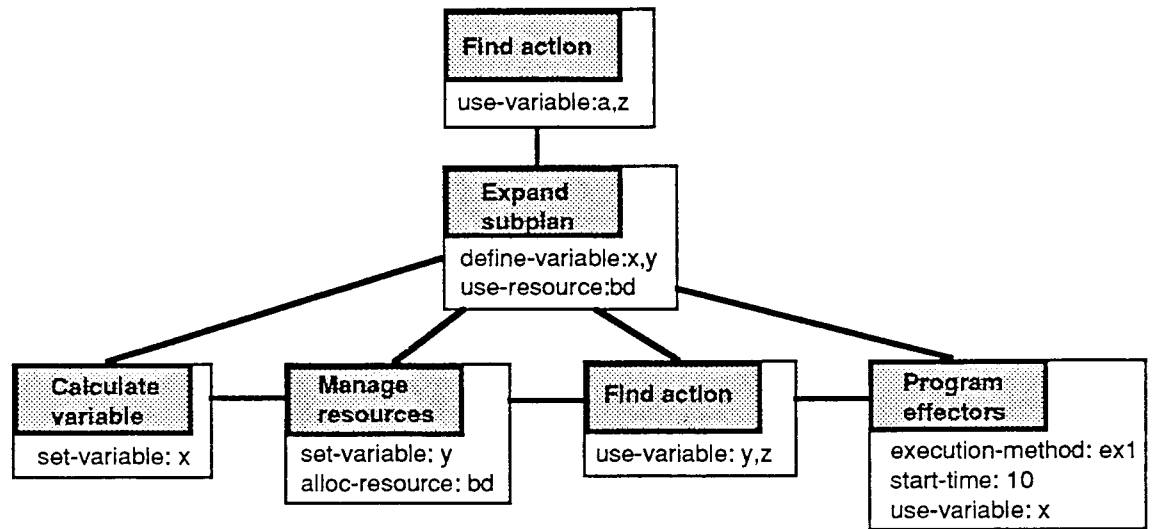 Find action
use-variable:a,z
Expand
subplan
define-variable:x,y
use-resource:bd
Calculate
variable
set-variable: x
Manage
resources
set-variable: y
alloc-resource: bd
Find action
use-variable: y,z
Program
effectors
execution-method: ex1
start-time: 10
use-variable: x